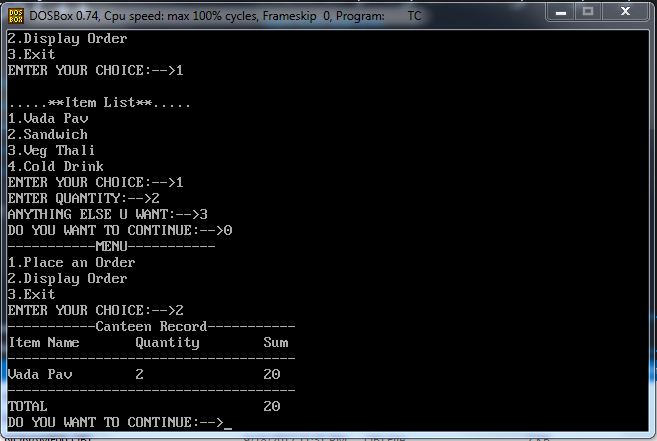 DOSBox 0.74, Cpu speed: max 100% cycles, Frameskip 0, Program: TC
2.Display Order
3.Exit
ENTER YOUR CHOICE:-->1
.....**Item List**.....
1.Vada Pav
2.Sandwich
3.Veg Thali
4.Cold Drink
ENTER YOUR CHOICE:-->1
ENTER QUANTITY:-->2
ANYTHING ELSE U WANT:-->3
DO YOU WANT TO CONTINUE:-->0
-----------MENU-----------
1.Place an Order
2.Display Order
3.Exit
ENTER YOUR CHOICE:-->2
-----------Canteen Record-----------
Item Name Quantity Sum
------------------------------------
Vada Pav 2 20
------------------------------------
TOTAL 20
DO YOU WANT TO CONTINUE:-->_